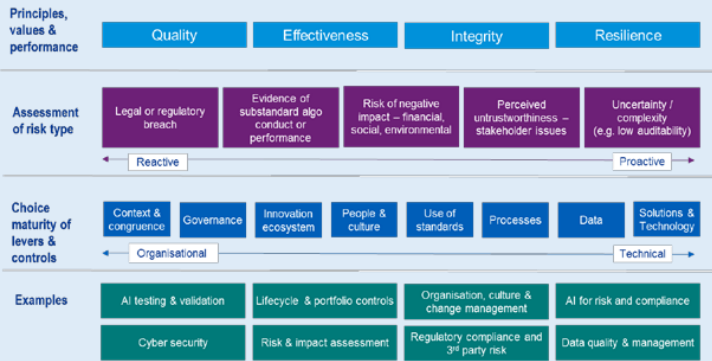 Principles,
values &
performance
Quality
Effectiveness
Integrity
Resilience
Assessment
of risk type
Legal or regulatory
breach
Evidence of
substandard algo
conduct or
performance
Risk of negative
impact – financial,
social, environmental
Perceived
untrustworthiness –
stakeholder issues
Uncertainty /
complexity
(e.g. low auditability)
Reactive
Proactive
Choice
maturity of
levers &
controls
Context &
congruence
Governance
Innovation
ecosystem
People &
culture
Use of
standards
Processes
Data
Solutions &
Technology
Organisational
Technical
Examples
AI testing & validation
Lifecycle & portfolio controls
Organisation, culture &
change management
AI for risk and compliance
Cyber security
Risk & impact assessment
Regulatory compliance and
3rd party risk
Data quality & management